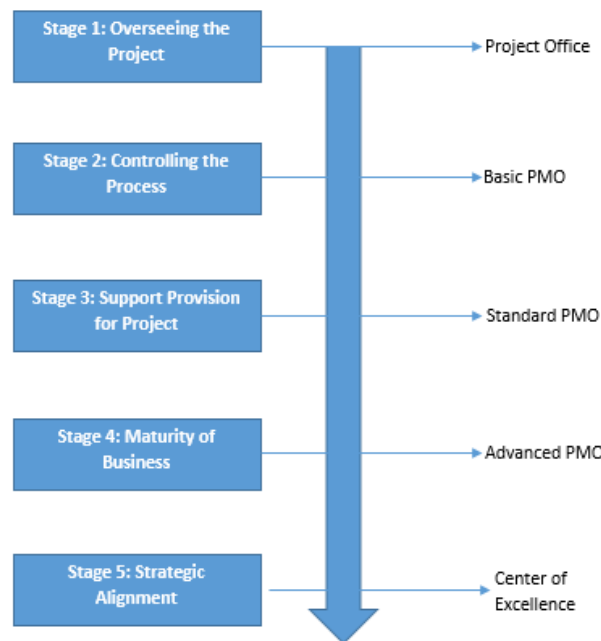 Stage 1: Overseeing the
Project
Project Office
Stage 2: Controlling the
Process
Basic PMO
Stage 3: Support Provision
for Project
Standard PMO
Stage 4: Maturity of
Business
Advanced PMO
Stage 5: Strategic
Alignment
Center of
Excellence